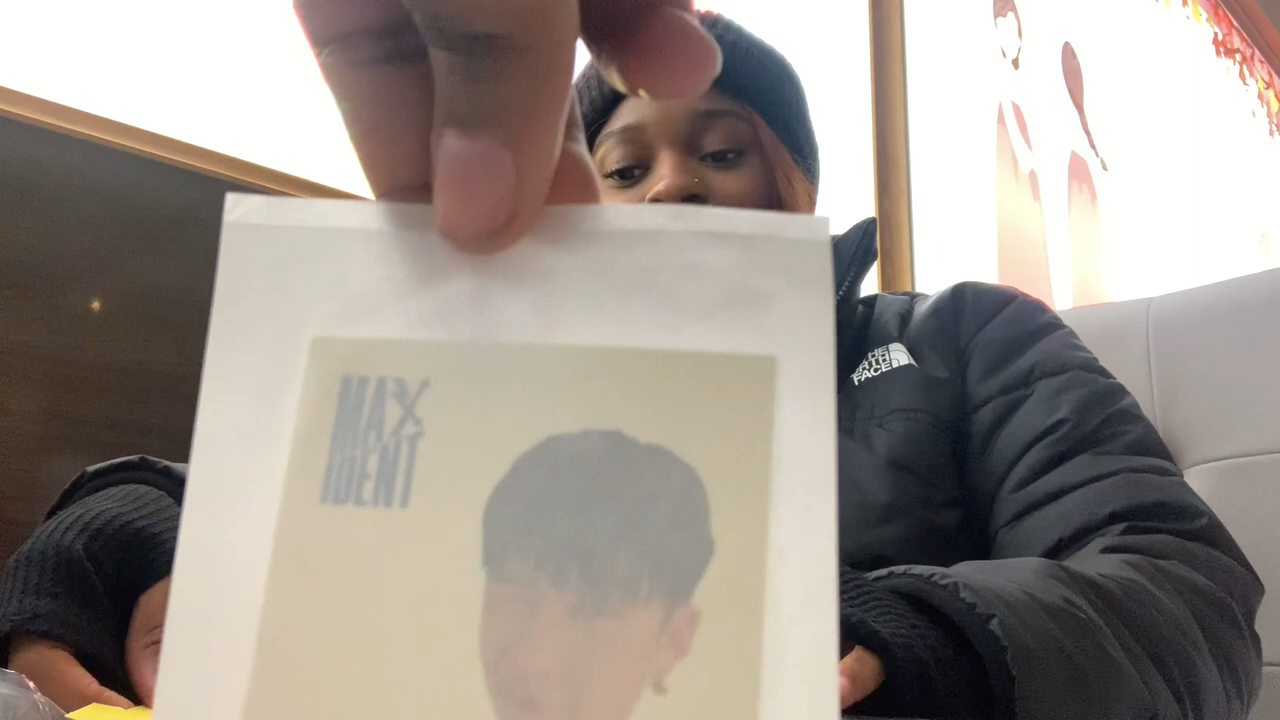 MAX
IDENT
THE
NORTH
FACE